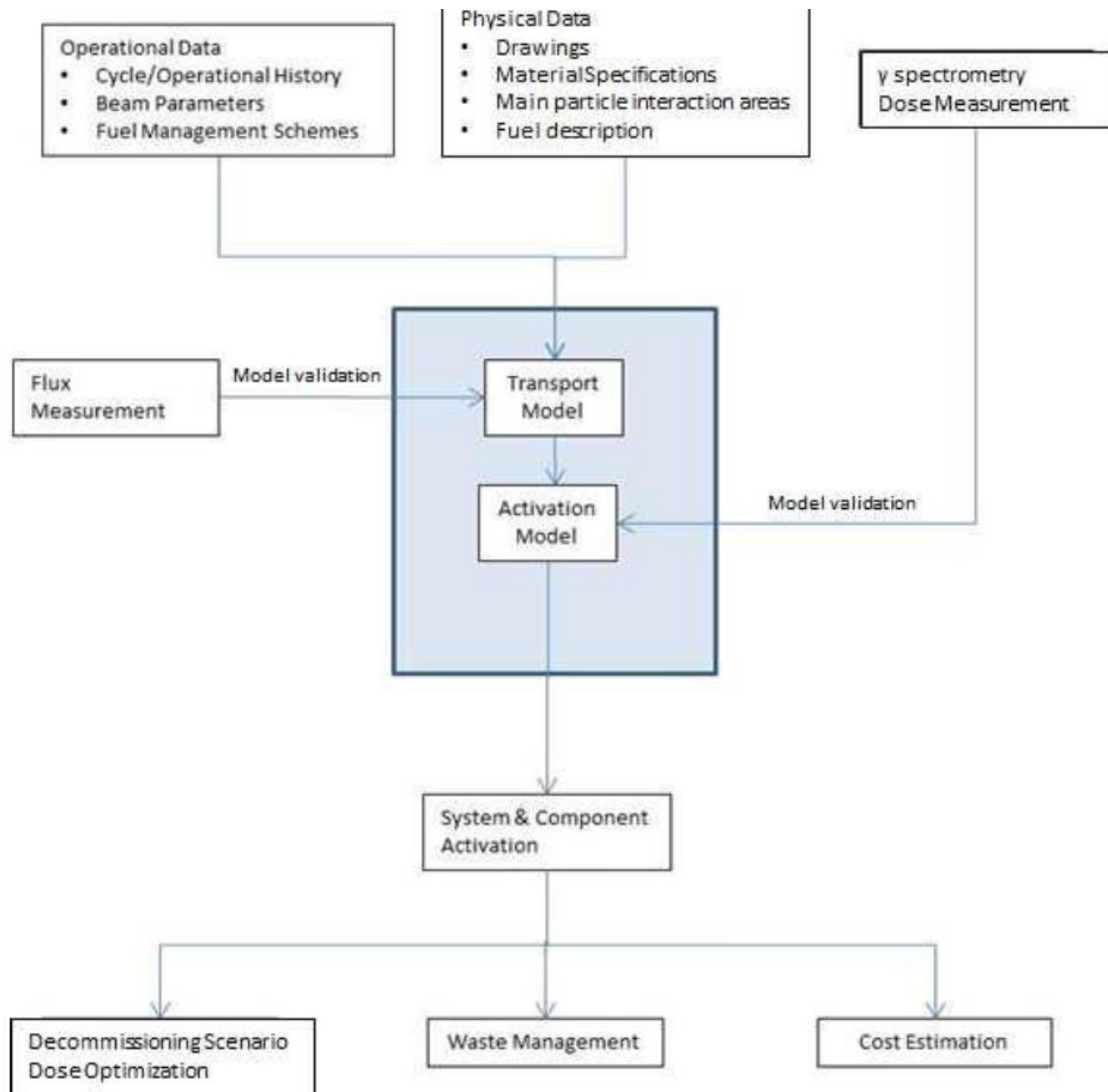 Operational Data
• Cycle/Operational History
• Beam Parameters
• Fuel Management Schemes
Physical Data
• Drawings
• Material Specifications
• Main particle interaction areas
• Fuel description
γ spectrometry
Dose Measurement
Flux
Measurement
Model validation
Transport
Model
Activation
Model
Model validation
System & Component
Activation
Decommissioning Scenario
Dose Optimization
Waste Management
Cost Estimation